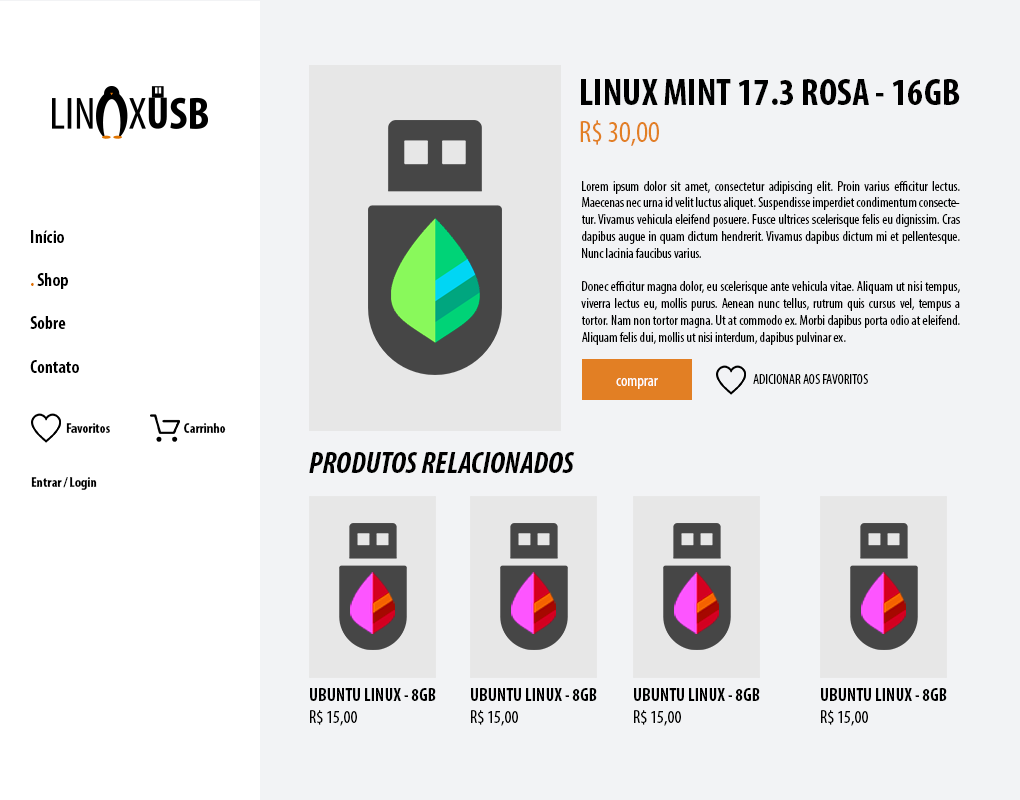 LINUXUSB
Início
. Shop
Sobre
Contato
Favoritos
Carrinho
Entrar / Login
LINUX MINT 17.3 ROSA - 16GB
R$ 30,00
Lorem ipsum dolor sit amet, consectetur adipiscing elit. Proin varius efficitur lectus.
Maecenas nec urna id velit luctus aliquet. Suspendisse imperdiet condimentum consecte-
tur. Vivamus vehicula eleifend posuere. Fusce ultrices scelerisque felis eu dignissim. Cras
dapibus augue in quam dictum hendrerit. Vivamus dapibus dictum mi et pellentesque.
Nunc lacinia faucibus varius.
Donec efficitur magna dolor, eu scelerisque ante vehicula vitae. Aliquam ut nisi tempus,
viverra lectus eu, mollis purus. Aenean nunc tellus, rutrum quis cursus vel, tempus a
tortor. Nam non tortor magna. Ut at commodo ex. Morbi dapibus porta odio at eleifend.
Aliquam felis dui, mollis ut nisi interdum, dapibus pulvinar ex.
comprar
ADICIONAR AOS FAVORITOS
PRODUTOS RELACIONADOS
UBUNTU LINUX - 8GB
R$ 15,00
UBUNTU LINUX - 8GB
R$ 15,00
UBUNTU LINUX - 8GB
R$ 15,00
UBUNTU LINUX - 8GB
R$ 15,00